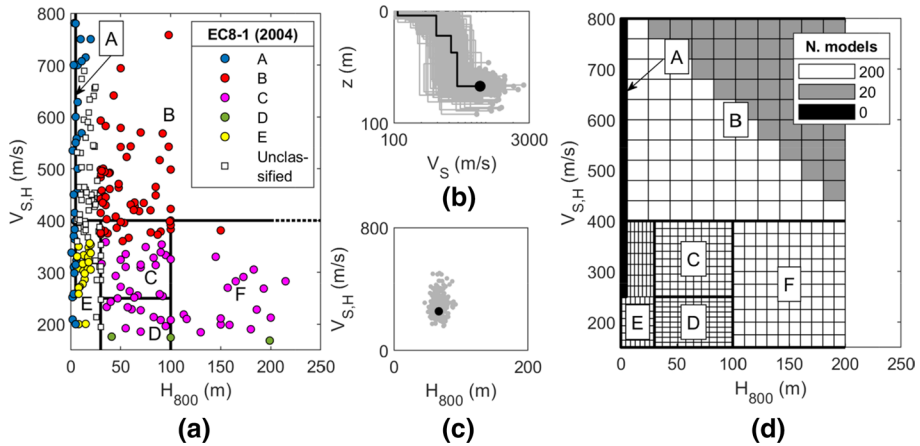 800
700
600
500
400
300
200
V_S,H (m/s)
0
50
100
150
200
250
H_800 (m)
A
B
C
D
E
F
EC8-1 (2004)
A
B
C
D
E
Unclas-
sified
(a)
0
100
z (m)
100
3000
V_S (m/s)
(b)
800
0
V_S,H (m/s)
0
200
H_800 (m)
(c)
800
700
600
500
400
300
200
V_S,H (m/s)
0
50
100
150
200
250
H_800 (m)
A
B
C
D
E
F
N. models
200
20
0
(d)